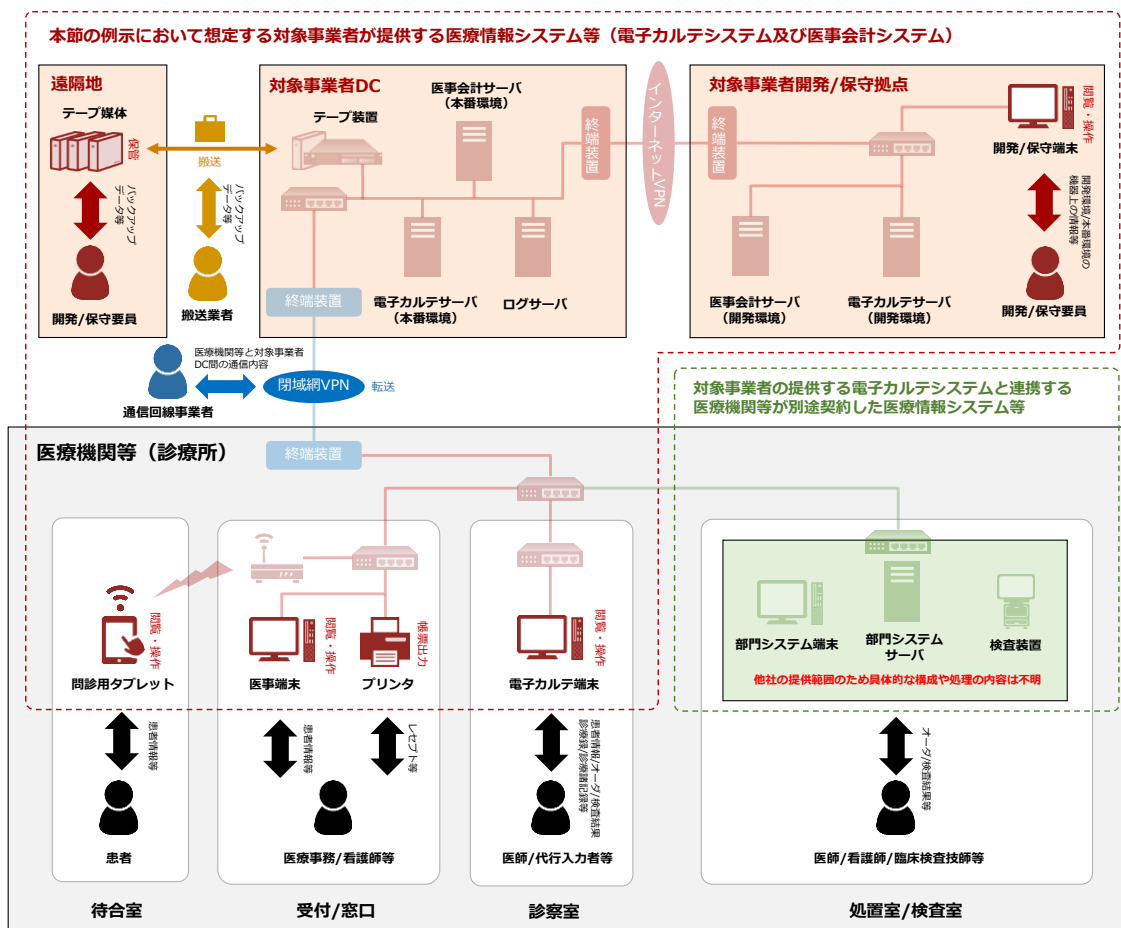 本節の例示において想定する対象事業者が提供する医療情報システム等（電子カルテシステム及び医事会計システム）
遠隔地
テープ媒体
保管
バックアップ
データ等
開発/保守要員
搬送
バックアップ
データ等
搬送業者
対象事業者DC
テープ装置
医事会計サーバ
（本番環境）
終端装置
電子カルテサーバ
（本番環境）
ログサーバ
終端装置
インターネットVPN
対象事業者開発/保守拠点
終端装置
閲覧・操作
開発/保守端末
開発環境/本番環境の
機器上の情報等
医事会計サーバ
（開発環境）
電子カルテサーバ
（開発環境）
開発/保守要員
医療機関等と対象事業者
DC間の通信内容
通信回線事業者
閉域網VPN
転送
対象事業者の提供する電子カルテシステムと連携する
医療機関等が別途契約した医療情報システム等
医療機関等（診療所）
終端装置
閲覧・操作
問診用タブレット
患者情報等
患者
待合室
閲覧・操作
医事端末
帳票出力
プリンタ
患者情報等
レセプト等
医療事務/看護師等
受付/窓口
閲覧・操作
電子カルテ端末
患者情報/オーダ/検査結果
診療録/診療諸記録等
医師/代行入力者等
診察室
部門システム端末
部門システム
サーバ
検査装置
他社の提供範囲のため具体的な構成や処理の内容は不明
オーダ/検査結果等
医師/看護師/臨床検査技師等
処置室/検査室